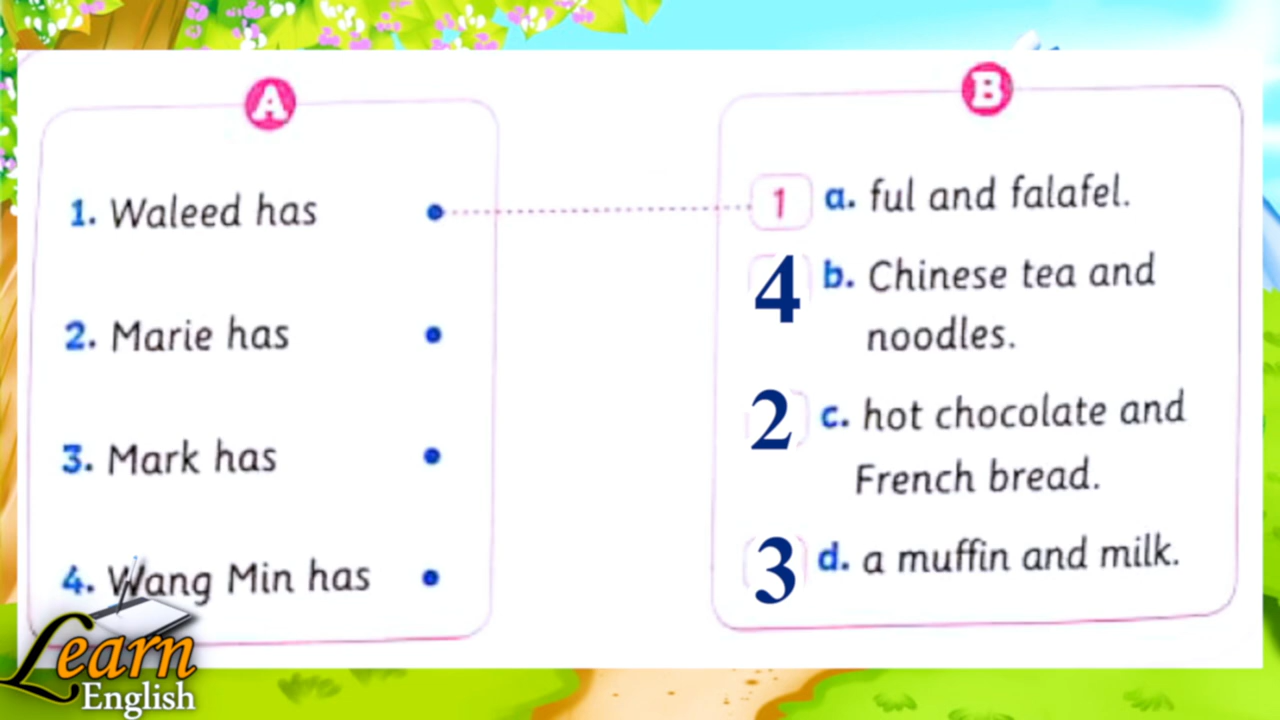 A
1. Waleed has
2. Marie has
3. Mark has
4. Wang Min has
B
1 a. ful and falafel.
4 b. Chinese tea and
noodles.
2 c. hot chocolate and
French bread.
3 d. a muffin and milk.
Learn
English